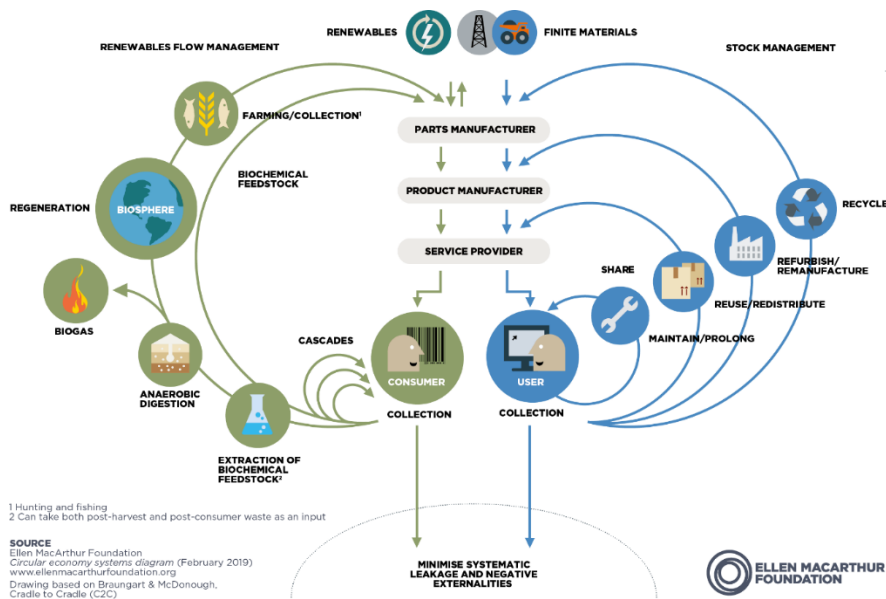 RENEWABLES
FINITE MATERIALS
RENEWABLES FLOW MANAGEMENT
STOCK MANAGEMENT
FARMING/COLLECTION¹
PARTS MANUFACTURER
BIOCHEMICAL
FEEDSTOCK
PRODUCT MANUFACTURER
REGENERATION
BIOSPHERE
RECYCLE
SERVICE PROVIDER
REFURBISH/
REMANUFACTURE
SHARE
REUSE/REDISTRIBUTE
BIOGAS
MAINTAIN/PROLONG
CASCADES
CONSUMER
USER
ANAEROBIC
DIGESTION
COLLECTION
COLLECTION
EXTRACTION OF
BIOCHEMICAL
FEEDSTOCK²
1 Hunting and fishing
2 Can take both post-harvest and post-consumer waste as an input
SOURCE
Ellen MacArthur Foundation
Circular economy systems diagram (February 2019)
www.ellenmacarthurfoundation.org
Drawing based on Braungart & McDonough,
Cradle to Cradle (C2C)
MINIMISE SYSTEMATIC
LEAKAGE AND NEGATIVE
EXTERNALITIES
ELLEN MACARTHUR
FOUNDATION